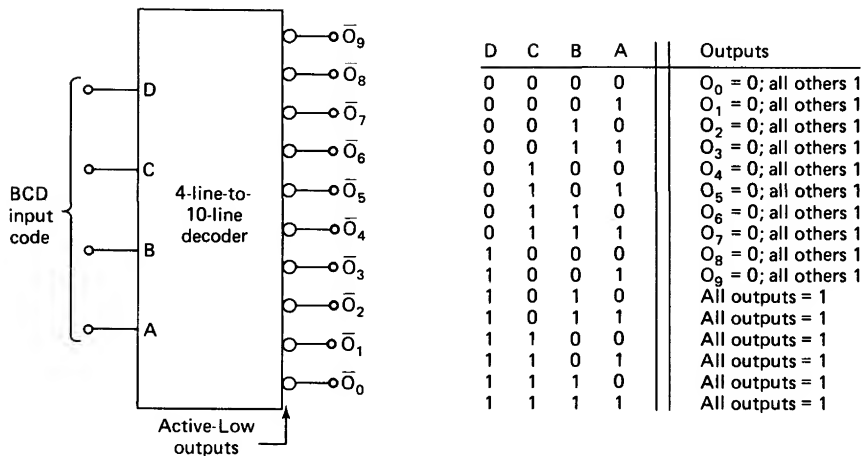 Ō₉
Ō₈
D
Ō₇
Ō₆
C
BCD
input
code
4-line-to-
10-line
decoder
Ō₅
Ō₄
B
Ō₃
Ō₂
A
Ō₁
Ō₀
Active-Low
outputs
D C B A Outputs
0 0 0 0 O₀ = 0; all others 1
0 0 0 1 O₁ = 0; all others 1
0 0 1 0 O₂ = 0; all others 1
0 0 1 1 O₃ = 0; all others 1
0 1 0 0 O₄ = 0; all others 1
0 1 0 1 O₅ = 0; all others 1
0 1 1 0 O₆ = 0; all others 1
0 1 1 1 O₇ = 0; all others 1
1 0 0 0 O₈ = 0; all others 1
1 0 0 1 O₉ = 0; all others 1
1 0 1 0 All outputs = 1
1 0 1 1 All outputs = 1
1 1 0 0 All outputs = 1
1 1 0 1 All outputs = 1
1 1 1 0 All outputs = 1
1 1 1 1 All outputs = 1